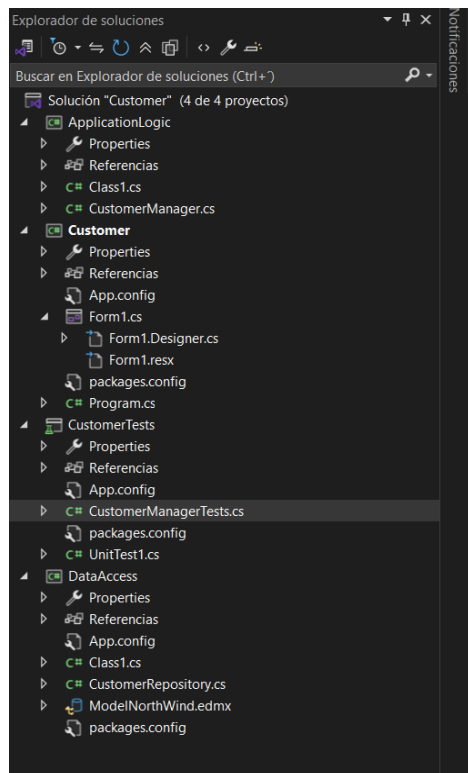 Explorador de soluciones
Buscar en Explorador de soluciones (Ctrl+´)
Solución "Customer" (4 de 4 proyectos)
C# ApplicationLogic
Properties
Referencias
C# Class1.cs
C# CustomerManager.cs
C# Customer
Properties
Referencias
App.config
Form1.cs
Form1.Designer.cs
Form1.resx
packages.config
C# Program.cs
CustomerTests
Properties
Referencias
App.config
C# CustomerManagerTests.cs
packages.config
C# UnitTest1.cs
C# DataAccess
Properties
Referencias
App.config
C# Class1.cs
C# CustomerRepository.cs
ModelNorthWind.edmx
packages.config
Notificaciones